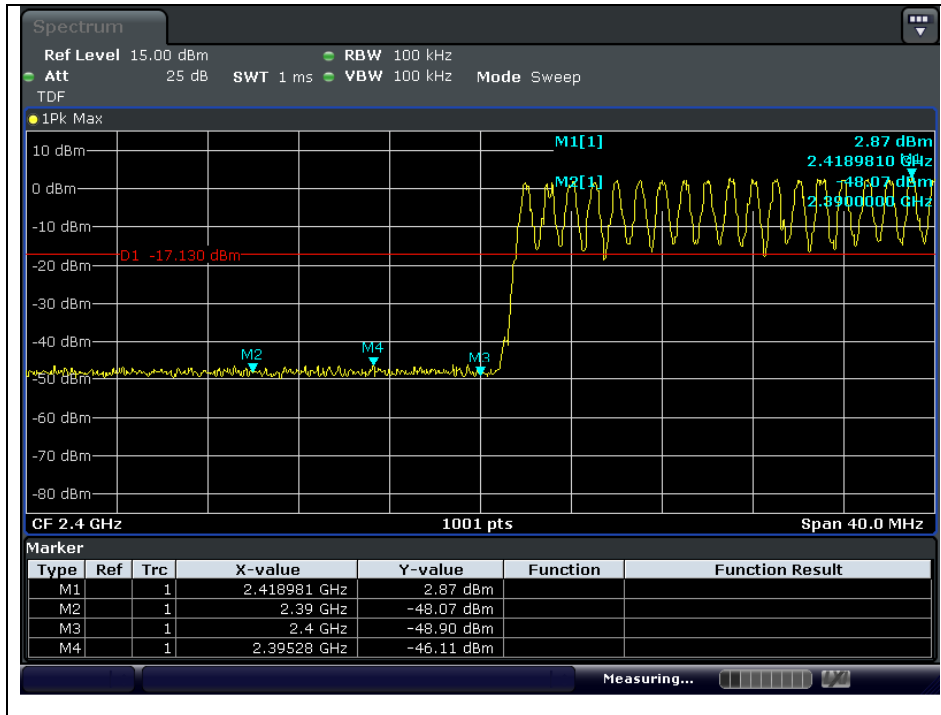 Spectrum
Ref Level 15.00 dBm RBW 100 kHz
Att 25 dB SWT 1 ms VBW 100 kHz Mode Sweep
TDF
1Pk Max
M1[1] 2.87 dBm
2.4189810 GHz
M1
M2[1] -48.07 dBm
2.3900000 GHz
10 dBm
0 dBm
-10 dBm
D1 -17.130 dBm
-20 dBm
-30 dBm
-40 dBm
M2 M4 M3
-50 dBm
-60 dBm
-70 dBm
-80 dBm
CF 2.4 GHz 1001 pts Span 40.0 MHz
Marker
Type Ref Trc X-value Y-value Function Function Result
M1 1 2.418981 GHz 2.87 dBm
M2 1 2.39 GHz -48.07 dBm
M3 1 2.4 GHz -48.90 dBm
M4 1 2.39528 GHz -46.11 dBm
Measuring...